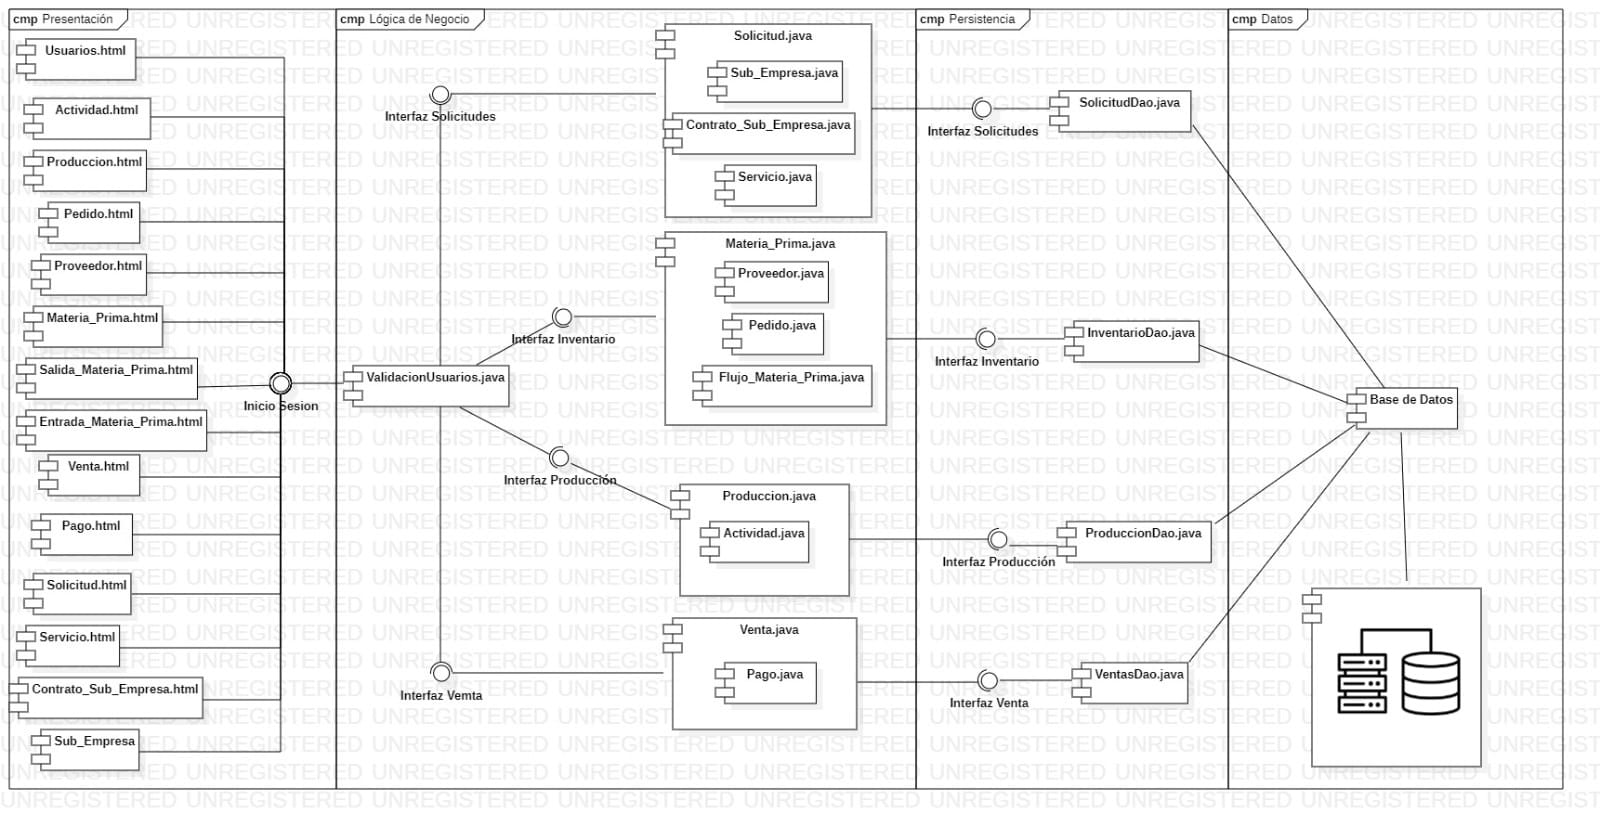 cmp Presentación
Usuarios.html
Actividad.html
Produccion.html
Pedido.html
Proveedor.html
Materia_Prima.html
Salida_Materia_Prima.html
Inicio Sesion
Entrada_Materia_Prima.html
Venta.html
Pago.html
Solicitud.html
Servicio.html
Contrato_Sub_Empresa.html
Sub_Empresa
cmp Lógica de Negocio
Interfaz Solicitudes
Interfaz Inventario
ValidacionUsuarios.java
Interfaz Producción
Interfaz Vemta
Solicitud.java
Sub_Empresa.java
Contrato_Sub_Empresa.java
Servicio.java
Materia_Prima.java
Proveedor.java
Pedido.java
Flujo_Materia_Prima.java
Produccion.java
Actividad.java
Venta.java
Pago.java
cmp Persistencia
Interfaz Solicitudes
SolicitudDao.java
Interfaz Inventario
InventarioDao.java
Interfaz Producción
ProduccionDao.java
Interfaz Venta
VentasDao.java
cmp Datos
Base de Datos
UNREGISTERED